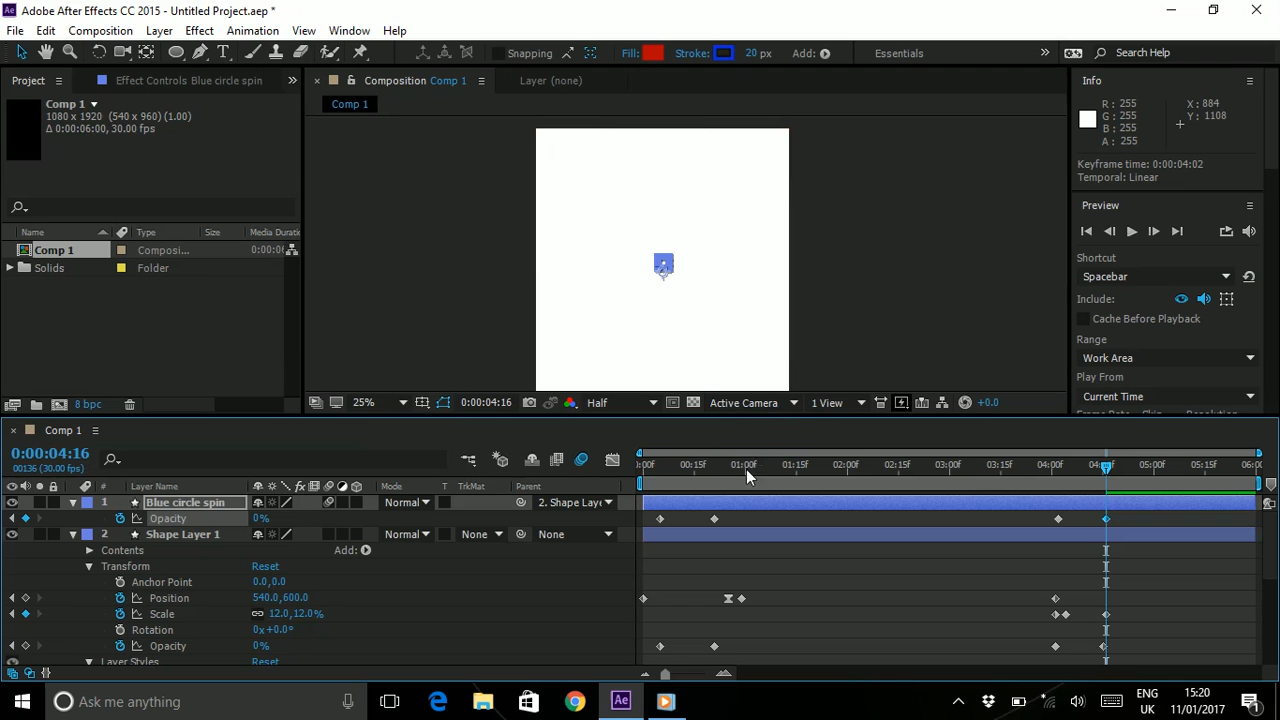 Adobe After Effects CC 2015 - Untitled Project.aep *
File Edit Composition Layer Effect Animation View Window Help
Snapping Fill: Stroke: 20 px Add: Essentials Search Help
Project Effect Controls Blue circle spin
Composition Comp 1 Layer (none)
Info
Comp 1
1080 x 1920 (540 x 960) (1.00)
Δ 0:00:06:00, 30.00 fps
Comp 1
R : 255
G : 255
B : 255
A : 255
X : 884
Y : 1108
Keyframe time: 0:00:04:02
Temporal: Linear
Preview
Name Type Size Media Duratic
Comp 1 Composi... 0:00:06
Solids Folder
Shortcut
Spacebar
Include:
Cache Before Playback
Range
Work Area
Play From
Current Time
8 bpc
25% 0:00:04:16 Half Active Camera 1 View +0.0
Comp 1
0:00:04:16
00136 (30.00 fps)
:00f 00:15f 01:00f 01:15f 02:00f 02:15f 03:00f 03:15f 04:00f 05:00f 05:15f 06:0
# Layer Name Mode T TrkMat Parent
1 Blue circle spin Normal 2. Shape Laye
Opacity 0%
2 Shape Layer 1 Normal None None
Contents Add:
Transform Reset
Anchor Point 0.0,0.0
Position 540.0,600.0
Scale 12.0,12.0%
Rotation 0x+0.0°
Opacity 0%
Layer Styles Reset
Ask me anything
ENG
UK
15:20
11/01/2017